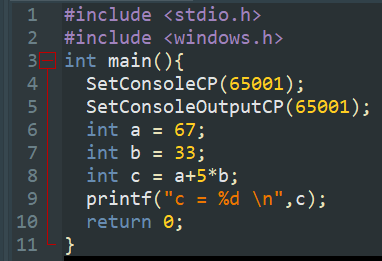 1 #include <stdio.h>
2 #include <windows.h>
3 int main(){
4   SetConsoleCP(65001);
5   SetConsoleOutputCP(65001);
6   int a = 67;
7   int b = 33;
8   int c = a+5*b;
9   printf("c = %d \n",c);
10   return 0;
11 }